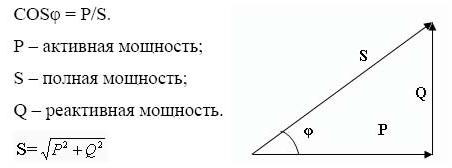 COSφ = P/S.
P – активная мощность;
S – полная мощность;
Q – реактивная мощность.
S=√P² + Q²
S
Q
φ
P